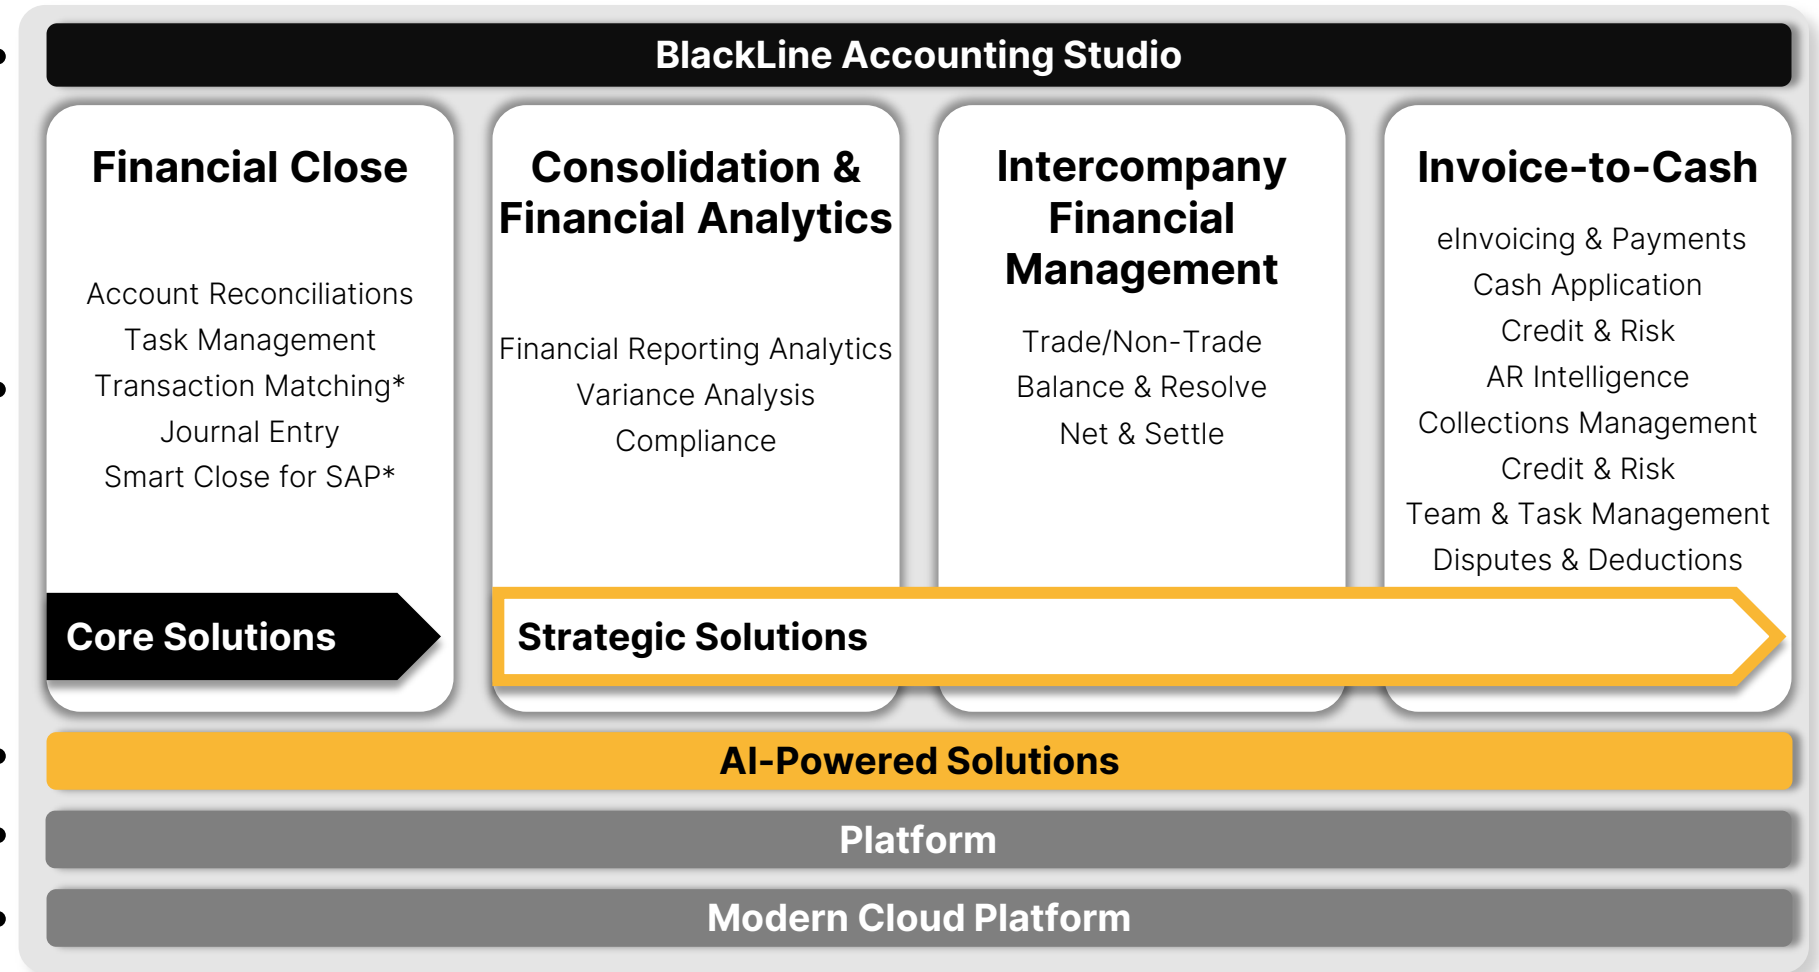 BlackLine Accounting Studio
Financial Close
Account Reconciliations
Task Management
Transaction Matching*
Journal Entry
Smart Close for SAP*
Consolidation &
Financial Analytics
Financial Reporting Analytics
Variance Analysis
Compliance
Intercompany
Financial
Management
Trade/Non-Trade
Balance & Resolve
Net & Settle
Invoice-to-Cash
eInvoicing & Payments
Cash Application
Credit & Risk
AR Intelligence
Collections Management
Credit & Risk
Team & Task Management
Disputes & Deductions
Core Solutions
Strategic Solutions
AI-Powered Solutions
Platform
Modern Cloud Platform